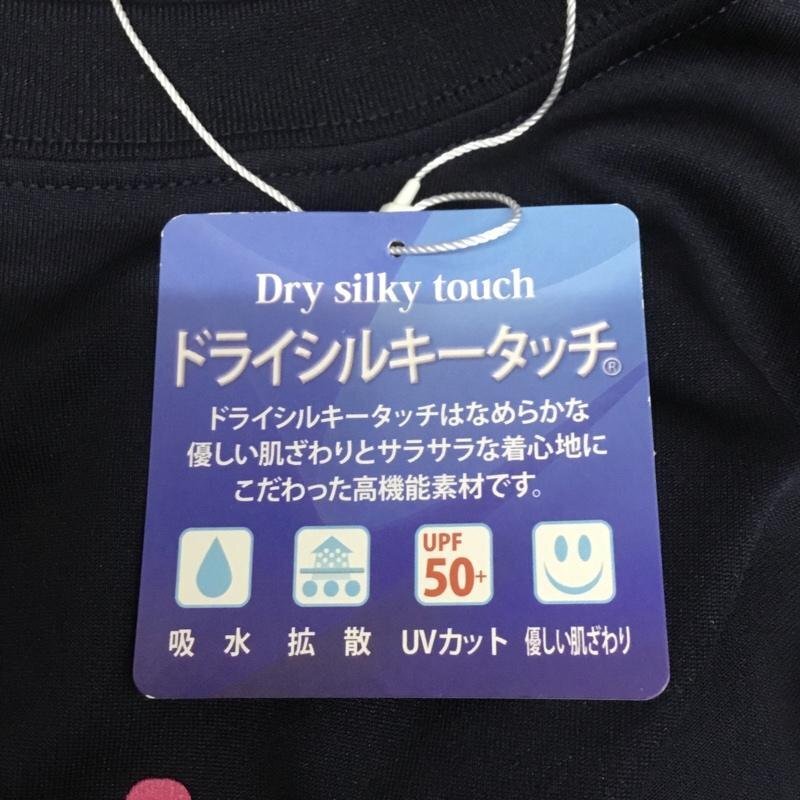 Dry silky touch
ドライシルキータッチ®
ドライシルキータッチはなめらかな
優しい肌ざわりとサラサラな着心地に
こだわった高機能素材です。
UPF
50+
吸 水 拡 散 UVカット 優しい肌ざわり